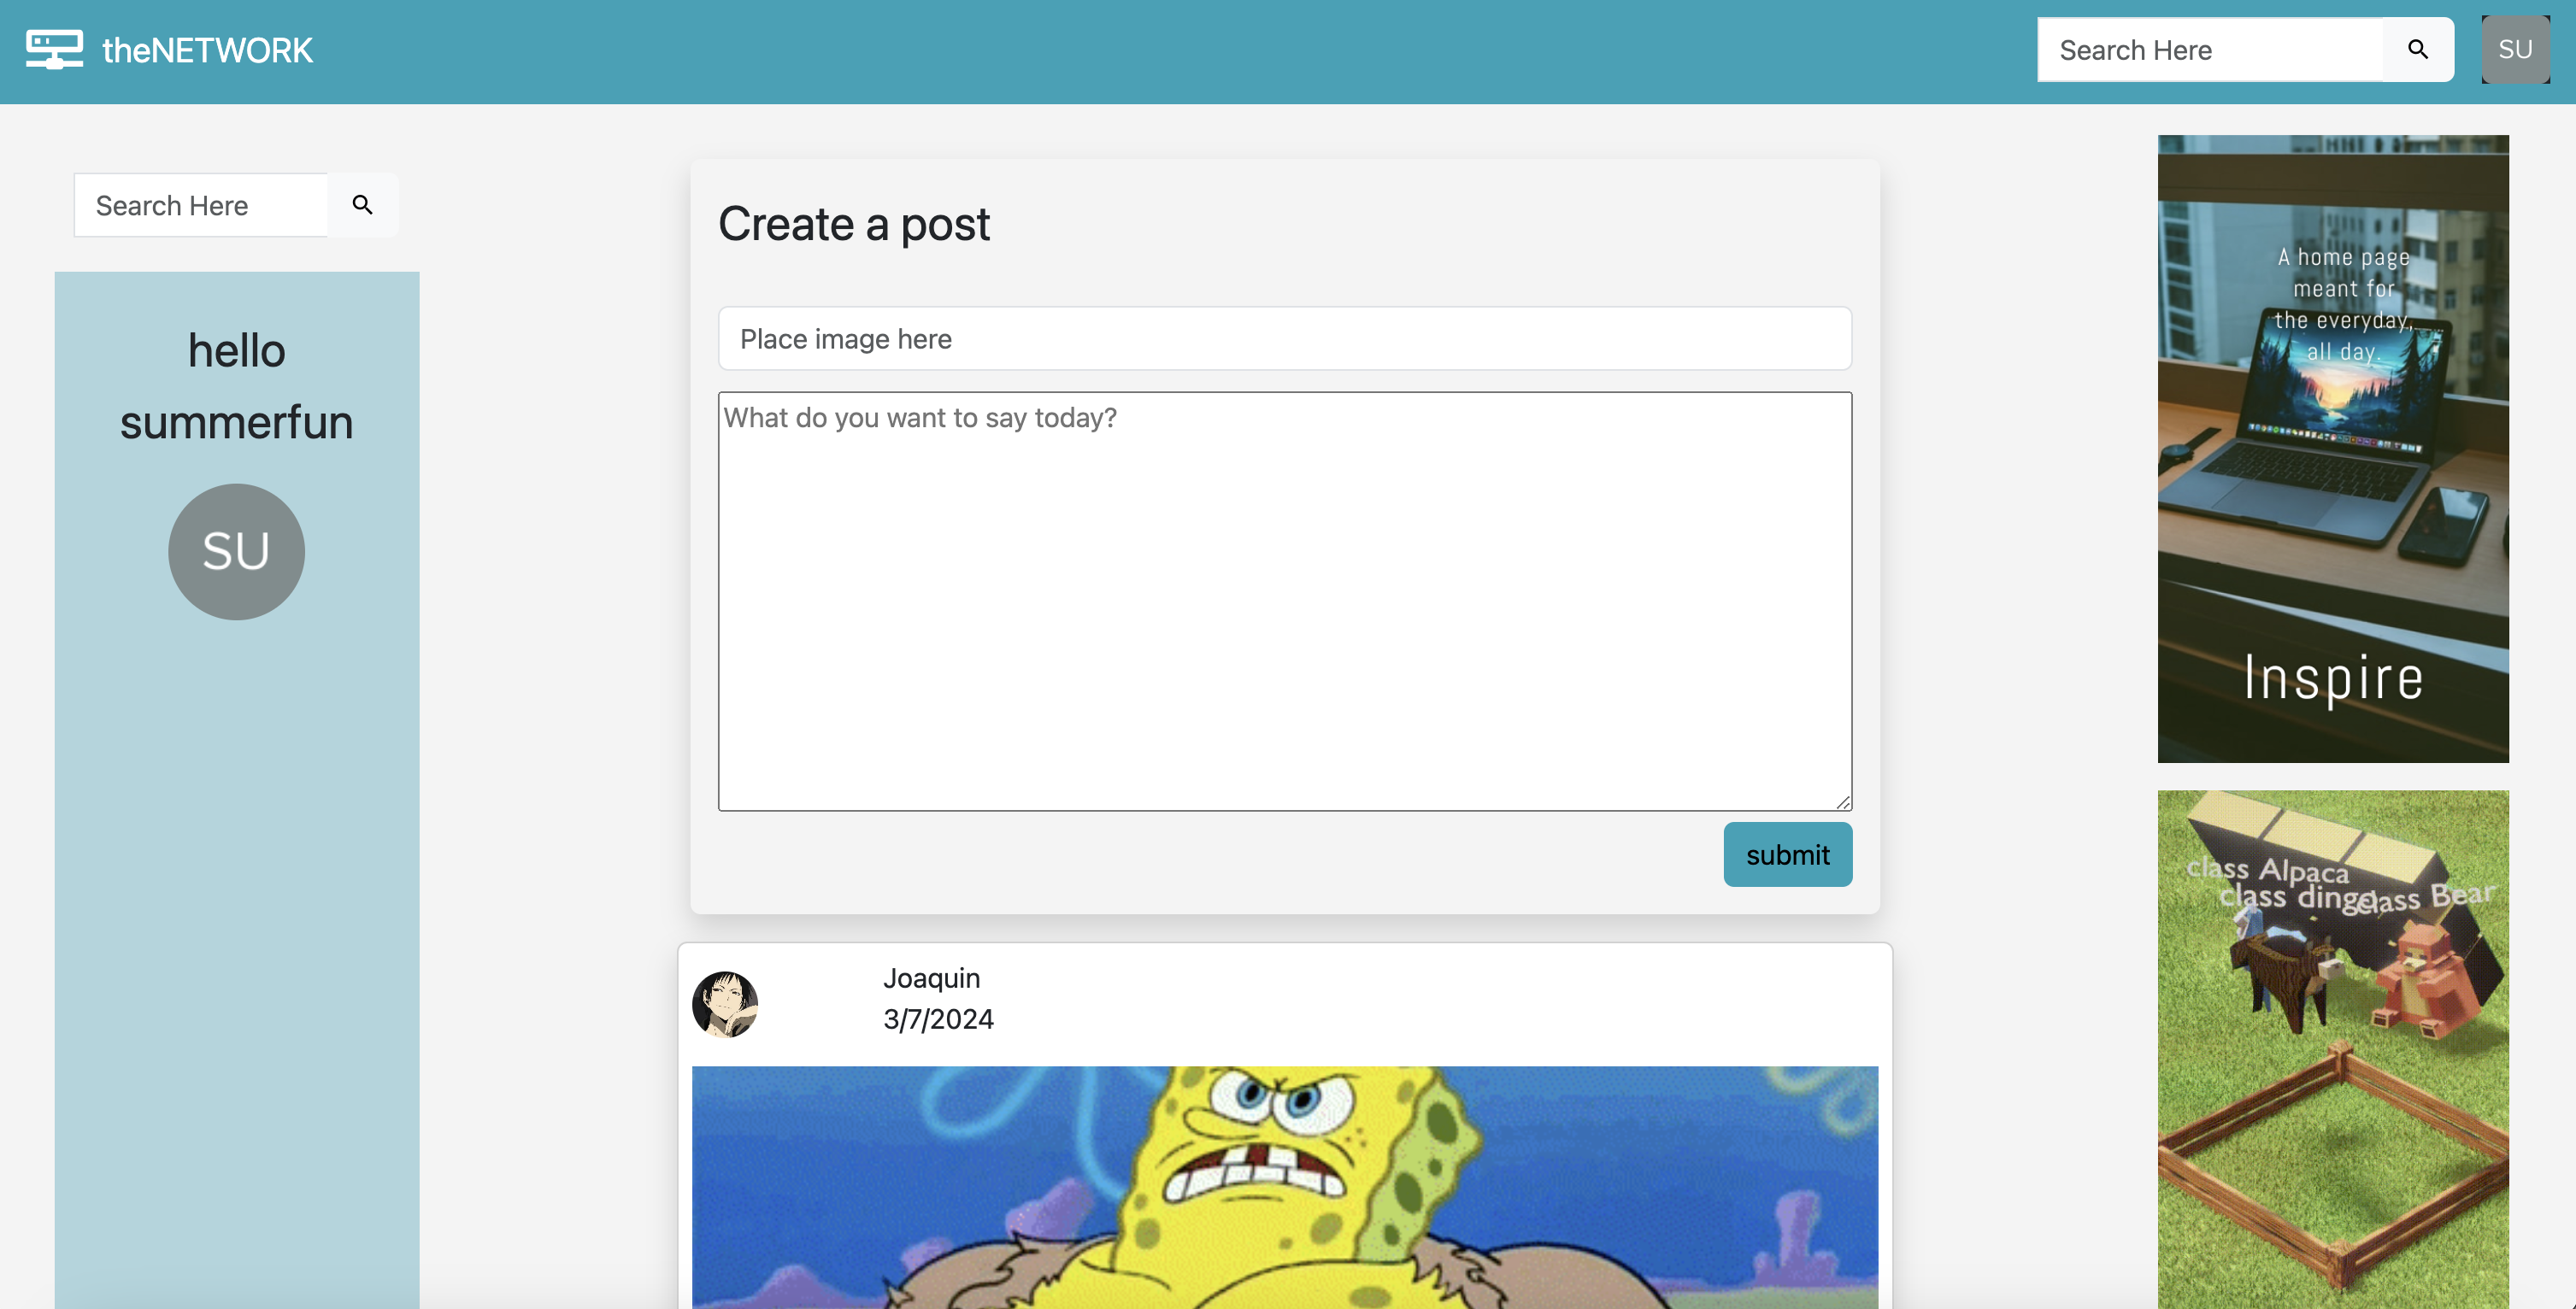 theNETWORK
Search Here
SU
Search Here
hello
summerfun
SU
Create a post
Place image here
What do you want to say today?
submit
Joaquin
3/7/2024
A home page
meant for
the everyday,
all day.
Inspire
class Alpaca
class dingo
class Bear